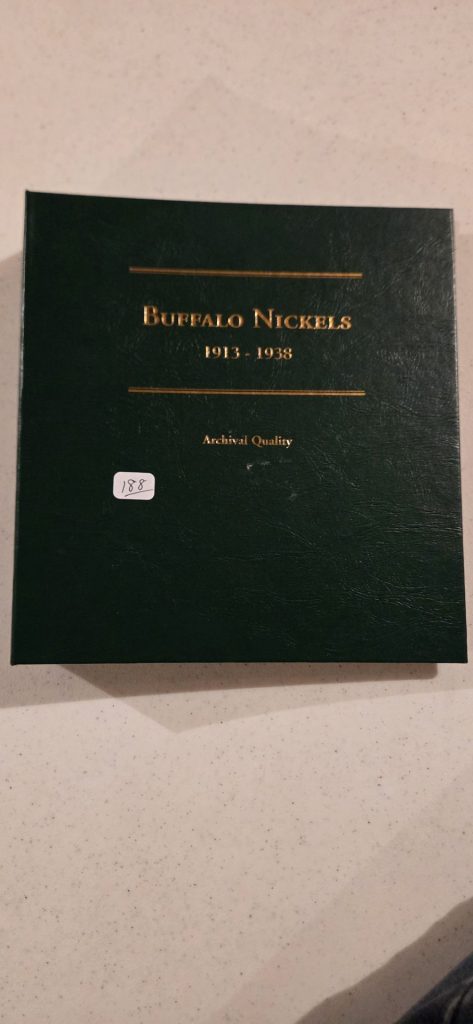 BUFFALO NICKELS
1913 - 1938
Archival Quality
188